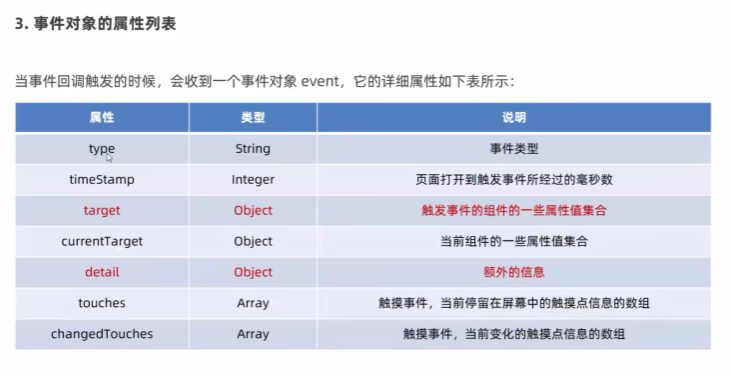 3. 事件对象的属性列表
当事件回调触发的时候，会收到一个事件对象 event，它的详细属性如下表所示：
属性 类型 说明
type String 事件类型
timeStamp Integer 页面打开到触发事件所经过的毫秒数
target Object 触发事件的组件的一些属性值集合
currentTarget Object 当前组件的一些属性值集合
detail Object 额外的信息
touches Array 触摸事件，当前停留在屏幕中的触摸点信息的数组
changedTouches Array 触摸事件，当前变化的触摸点信息的数组